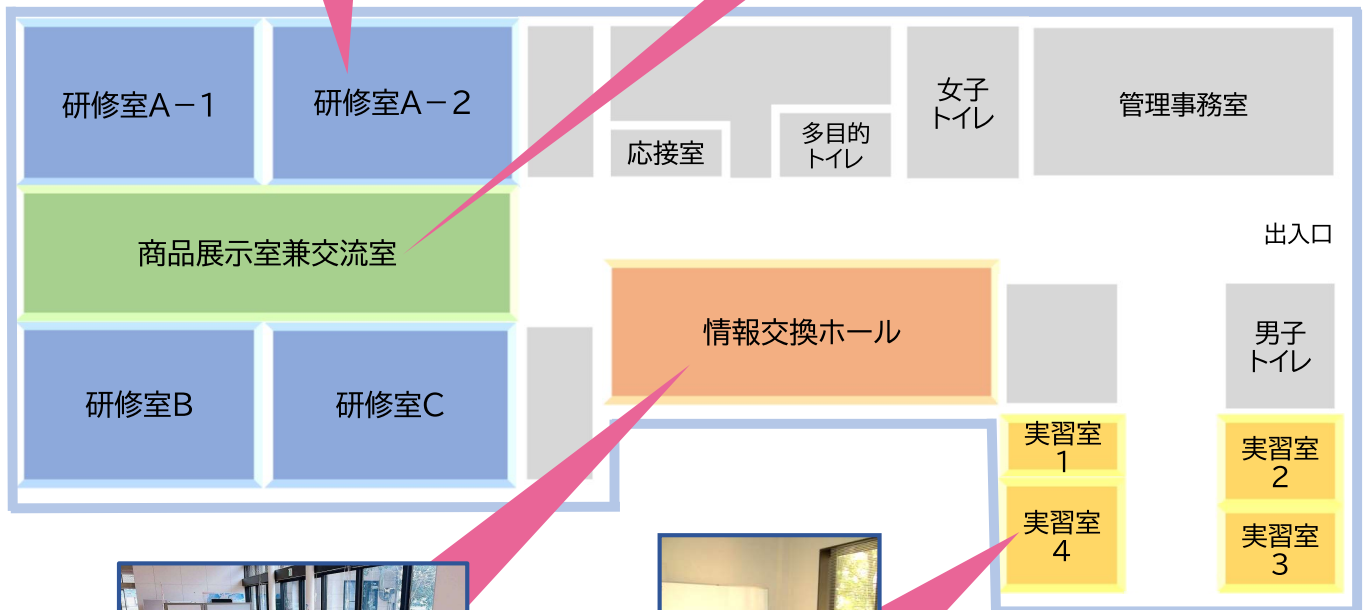 研修室A－1
研修室A－2
応接室
多目的
トイレ
女子
トイレ
管理事務室
出入口
商品展示室兼交流室
情報交換ホール
男子
トイレ
研修室B
研修室C
実習室
1
実習室
2
実習室
4
実習室
3